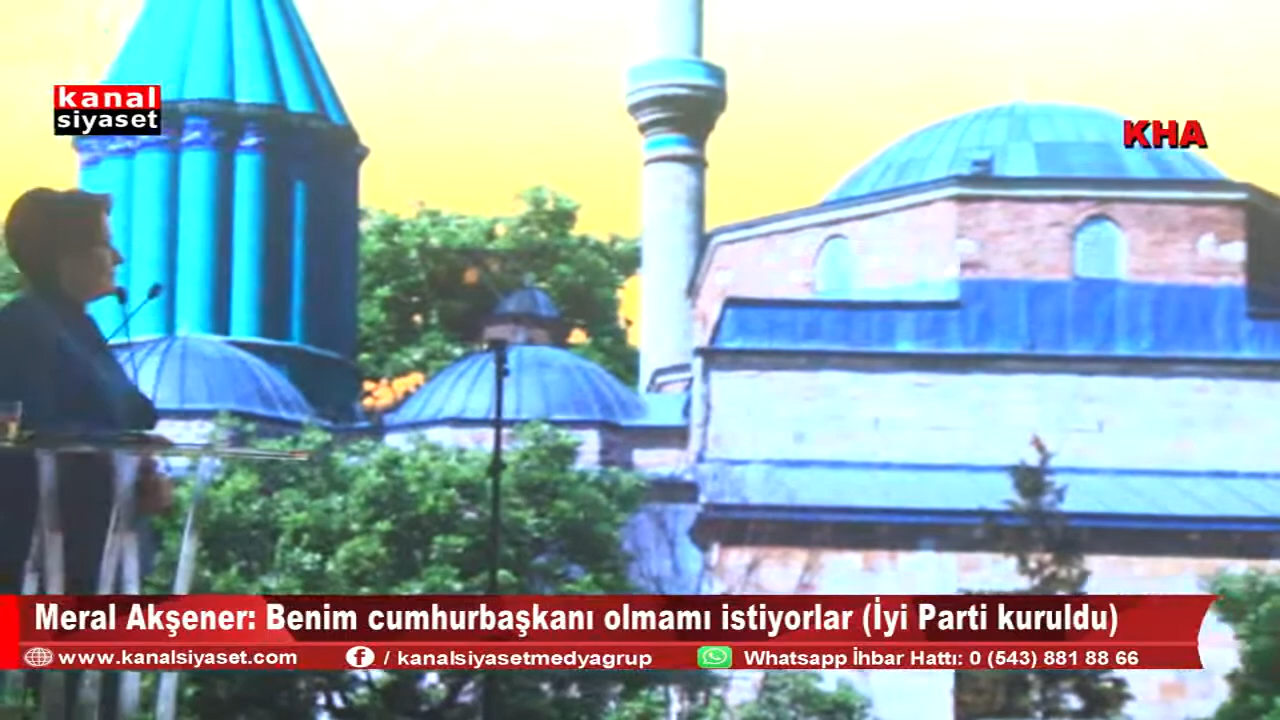 kanal
siyaset
KHA
Meral Akşener: Benim cumhurbaşkanı olmamı istiyorlar (İyi Parti kuruldu)
www.kanalsiyaset.com
/ kanalsiyasetmedyagrup
Whatsapp İhbar Hattı: 0 (543) 881 88 66